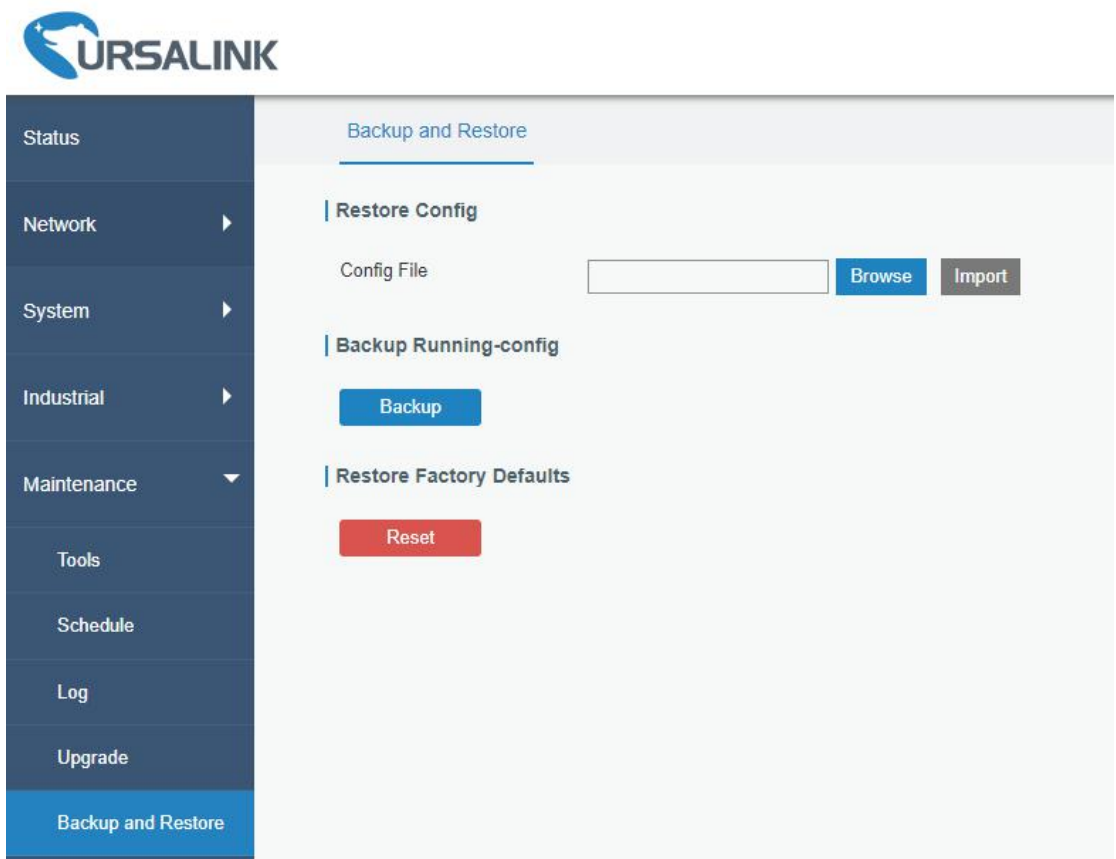 URSALINK
Status
Backup and Restore
Network
Restore Config
Config File
Browse
Import
System
Backup Running-config
Industrial
Backup
Maintenance
Restore Factory Defaults
Reset
Tools
Schedule
Log
Upgrade
Backup and Restore